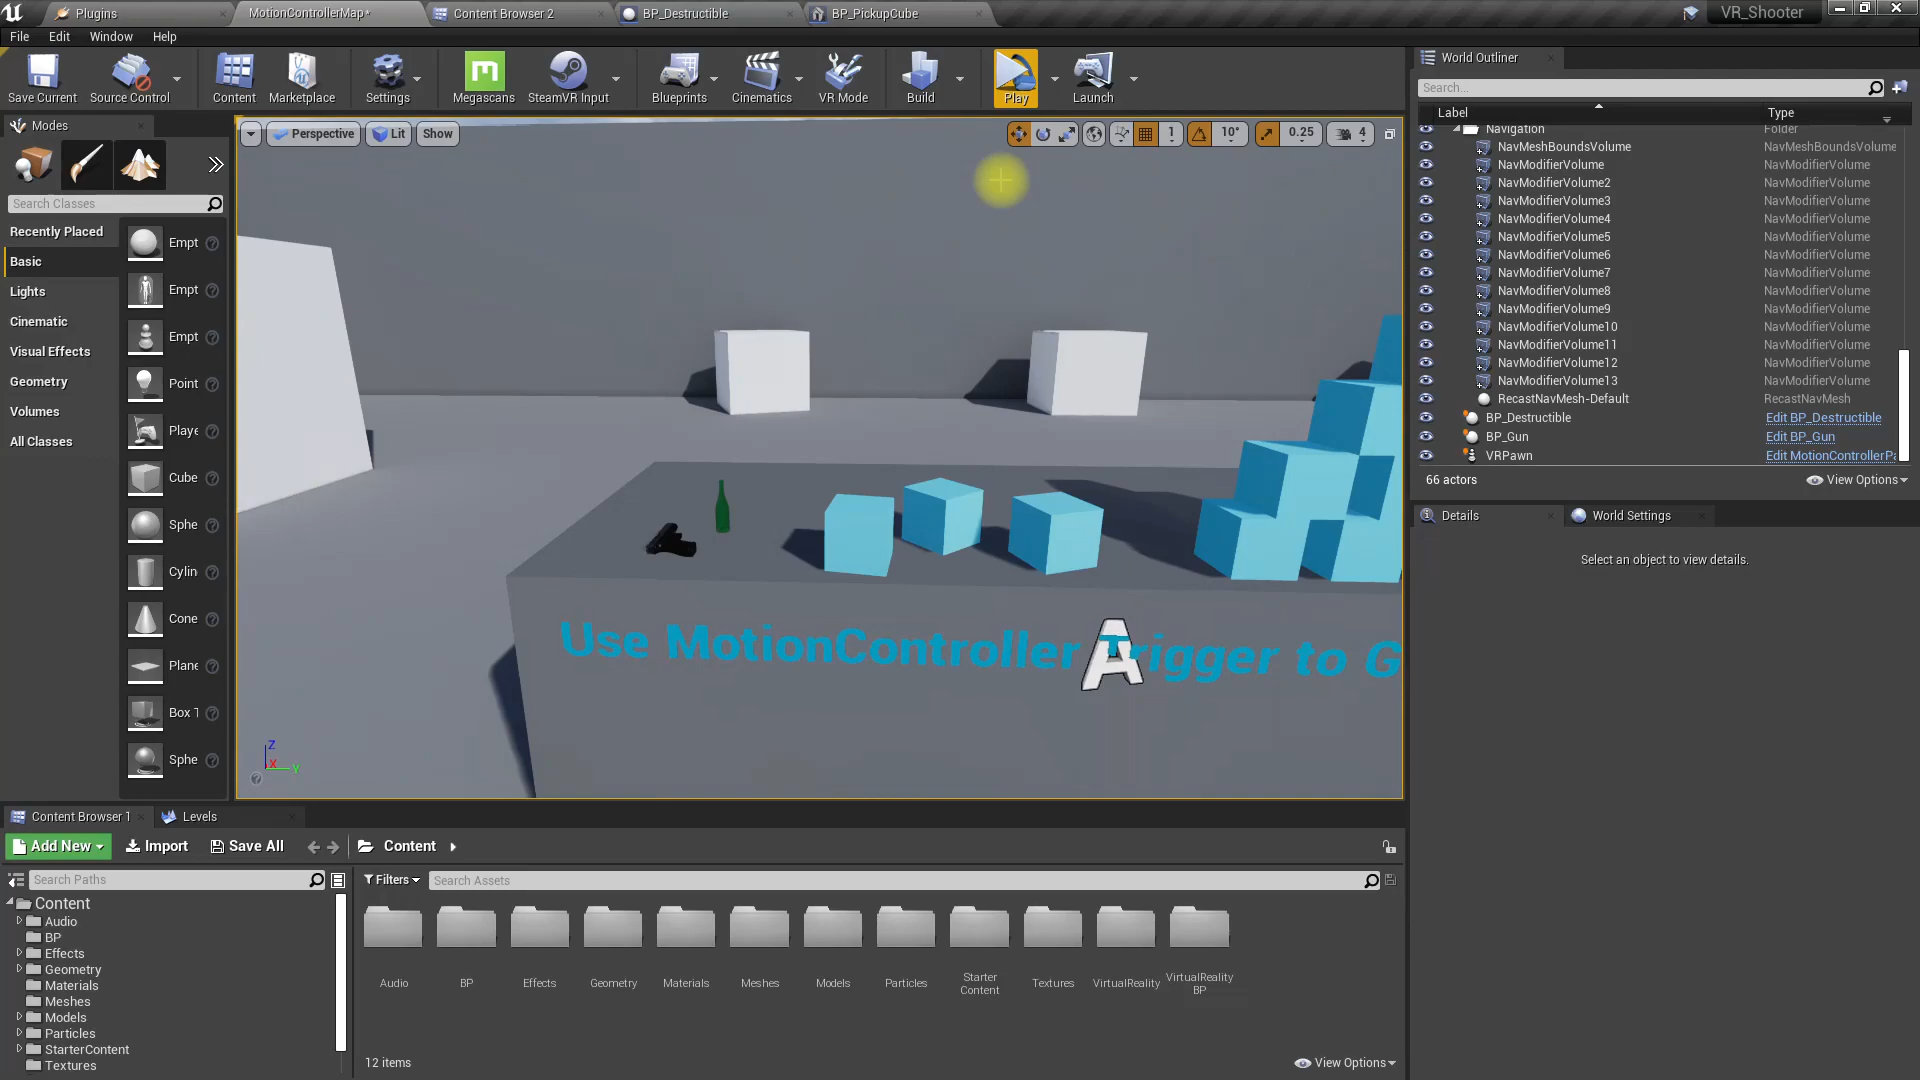 Plugins
MotionControllerMap*
Content Browser 2
BP_Destructible
BP_PickupCube
VR_Shooter
File Edit Window Help
Save Current
Source Control
Content
Marketplace
Settings
Megascans
SteamVR Input
Blueprints
Cinematics
VR Mode
Build
Play
Launch
Modes
Search Classes
Recently Placed
Basic
Lights
Cinematic
Visual Effects
Geometry
Volumes
All Classes
Empt
Empt
Empt
Point
Playe
Cube
Sphe
Cylin
Cone
Plane
Box T
Sphe
Perspective
Lit
Show
1
10°
0.25
4
Use MotionController Trigger to G
Z
X
Y
World Outliner
Search...
Label Type
Navigation Folder
NavMeshBoundsVolume NavMeshBoundsVolume
NavModifierVolume NavModifierVolume
NavModifierVolume2 NavModifierVolume
NavModifierVolume3 NavModifierVolume
NavModifierVolume4 NavModifierVolume
NavModifierVolume5 NavModifierVolume
NavModifierVolume6 NavModifierVolume
NavModifierVolume7 NavModifierVolume
NavModifierVolume8 NavModifierVolume
NavModifierVolume9 NavModifierVolume
NavModifierVolume10 NavModifierVolume
NavModifierVolume11 NavModifierVolume
NavModifierVolume12 NavModifierVolume
NavModifierVolume13 NavModifierVolume
RecastNavMesh-Default RecastNavMesh
BP_Destructible Edit BP_Destructible
BP_Gun Edit BP_Gun
VRPawn Edit MotionControllerPa
66 actors
View Options
Details
World Settings
Select an object to view details.
Content Browser 1
Levels
Add New
Import
Save All
Content
Search Paths
Filters
Search Assets
Content
Audio
BP
Effects
Geometry
Materials
Meshes
Models
Particles
StarterContent
Textures
Audio
BP
Effects
Geometry
Materials
Meshes
Models
Particles
Starter
Content
Textures
VirtualReality
VirtualReality
BP
12 items
View Options